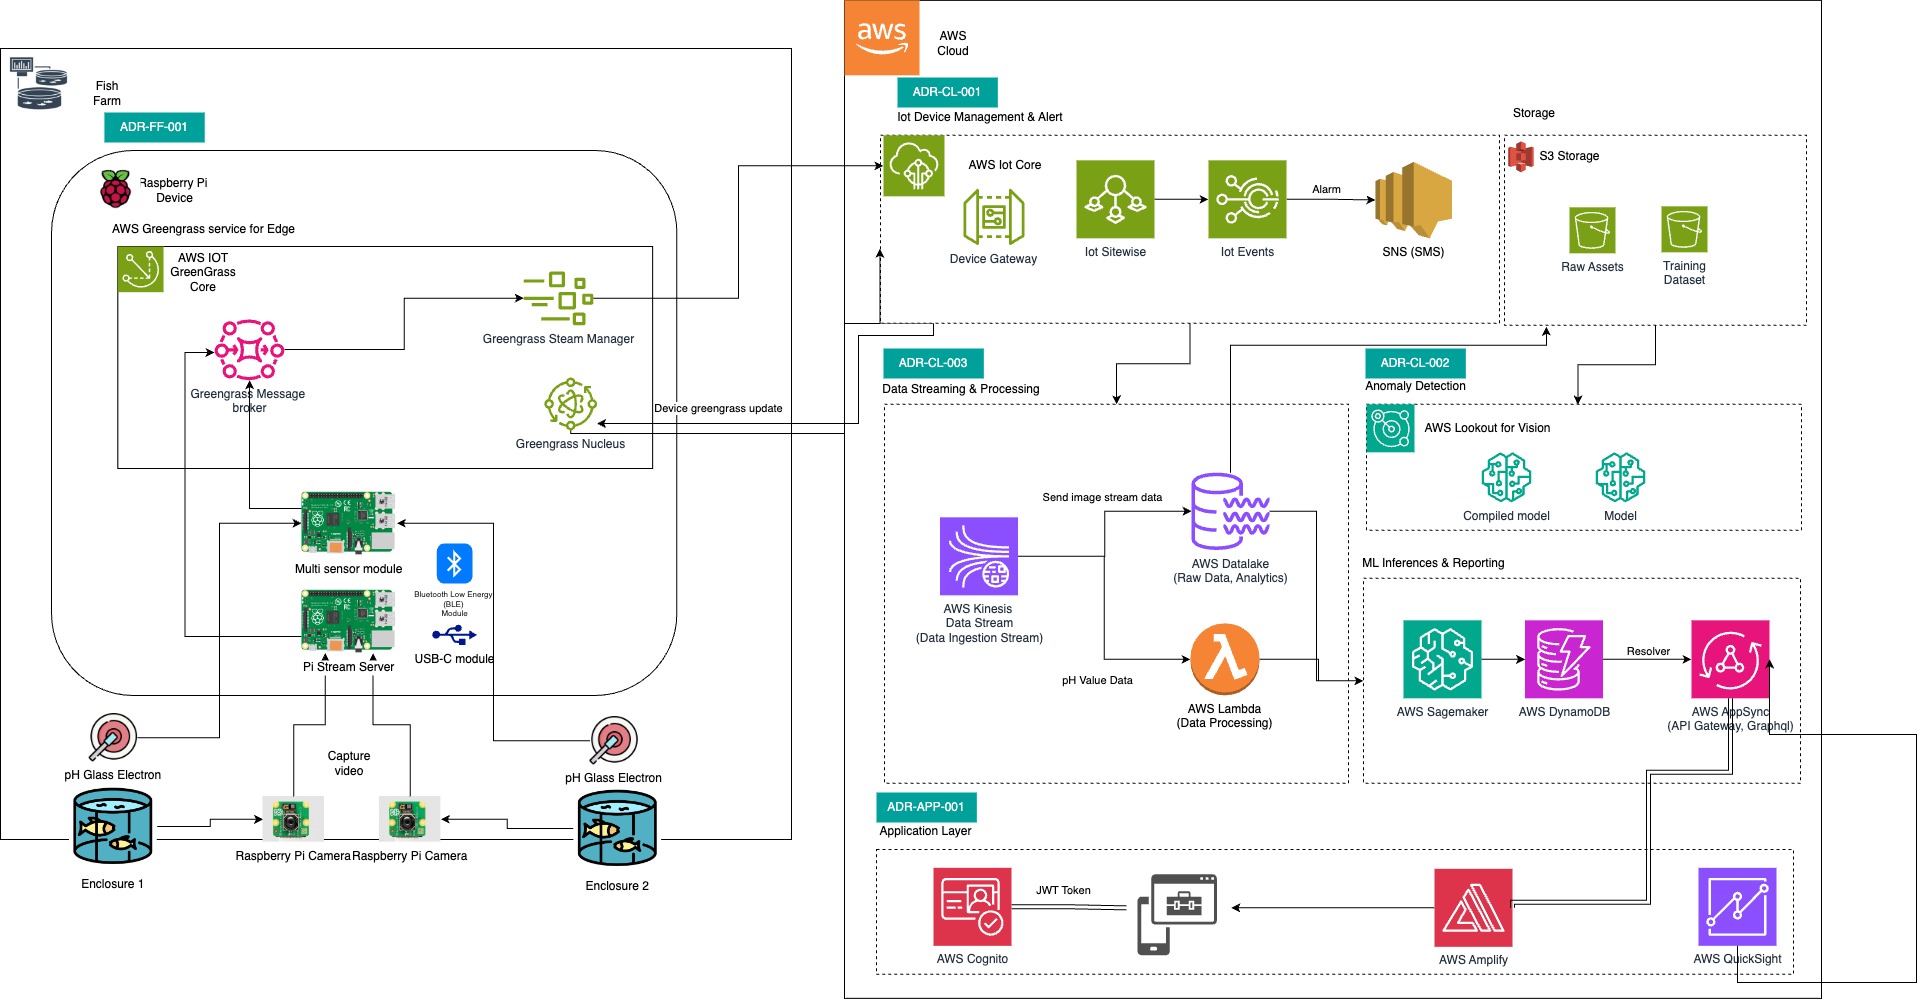 Fish
Farm
ADR-FF-001
Raspberry Pi
Device
AWS Greengrass service for Edge
AWS IOT
GreenGrass
Core
Greengrass Steam Manager
Greengrass Message
broker
Greengrass Nucleus
Device greengrass update
Multi sensor module
Bluetooth Low Energy
(BLE)
Module
USB-C module
Pi Stream Server
pH Glass Electron
Capture
video
pH Glass Electron
Raspberry Pi Camera
Raspberry Pi Camera
Enclosure 1
Enclosure 2
aws
AWS
Cloud
ADR-CL-001
Iot Device Management & Alert
AWS Iot Core
Device Gateway
Iot Sitewise
Iot Events
Alarm
SNS (SMS)
Storage
S3 Storage
Raw Assets
Training
Dataset
ADR-CL-003
Data Streaming & Processing
AWS Kinesis
Data Stream
(Data Ingestion Stream)
Send image stream data
AWS Datalake
(Raw Data, Analytics)
pH Value Data
AWS Lambda
(Data Processing)
ADR-CL-002
Anomaly Detection
AWS Lookout for Vision
Compiled model
Model
ML Inferences & Reporting
AWS Sagemaker
AWS DynamoDB
Resolver
AWS AppSync
(API Gateway, Graphql)
ADR-APP-001
Application Layer
AWS Cognito
JWT Token
AWS Amplify
AWS QuickSight